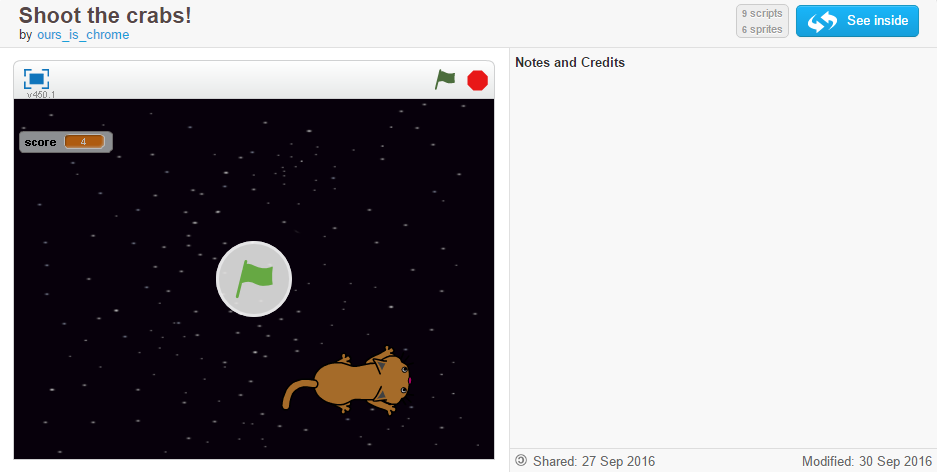 Shoot the crabs!
by ours_is_chrome
9 scripts
6 sprites
See inside
v450.1
score 4
Notes and Credits
Shared: 27 Sep 2016
Modified: 30 Sep 2016